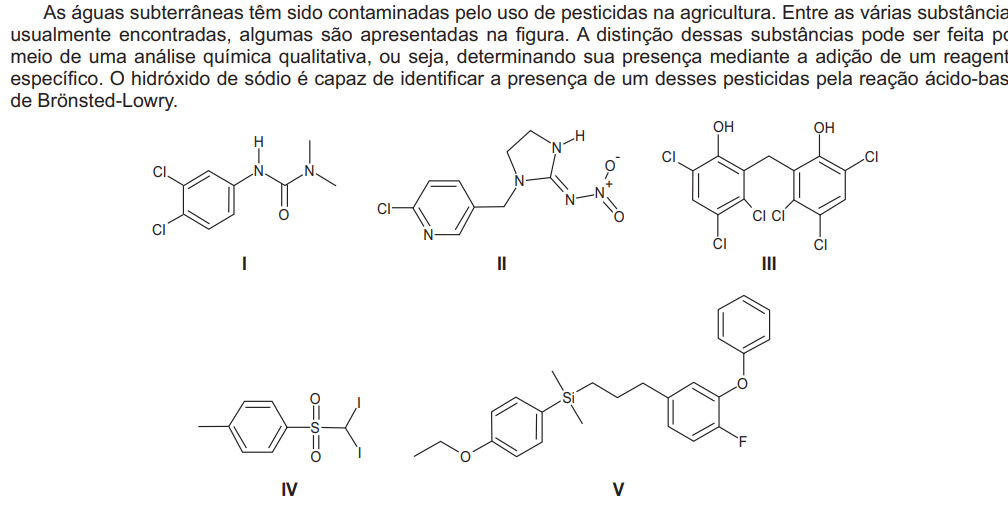 As águas subterrâneas têm sido contaminadas pelo uso de pesticidas na agricultura. Entre as várias substância
usualmente encontradas, algumas são apresentadas na figura. A distinção dessas substâncias pode ser feita po
meio de uma análise química qualitativa, ou seja, determinando sua presença mediante a adição de um reagent
específico. O hidróxido de sódio é capaz de identificar a presença de um desses pesticidas pela reação ácido-bas
de Brönsted-Lowry.
H
Cl N N
Cl O
I
H
N
N O-
N N+
Cl N O
II
OH OH
Cl Cl
Cl Cl
Cl Cl
III
O I
S
O I
IV
Si O
O F
V